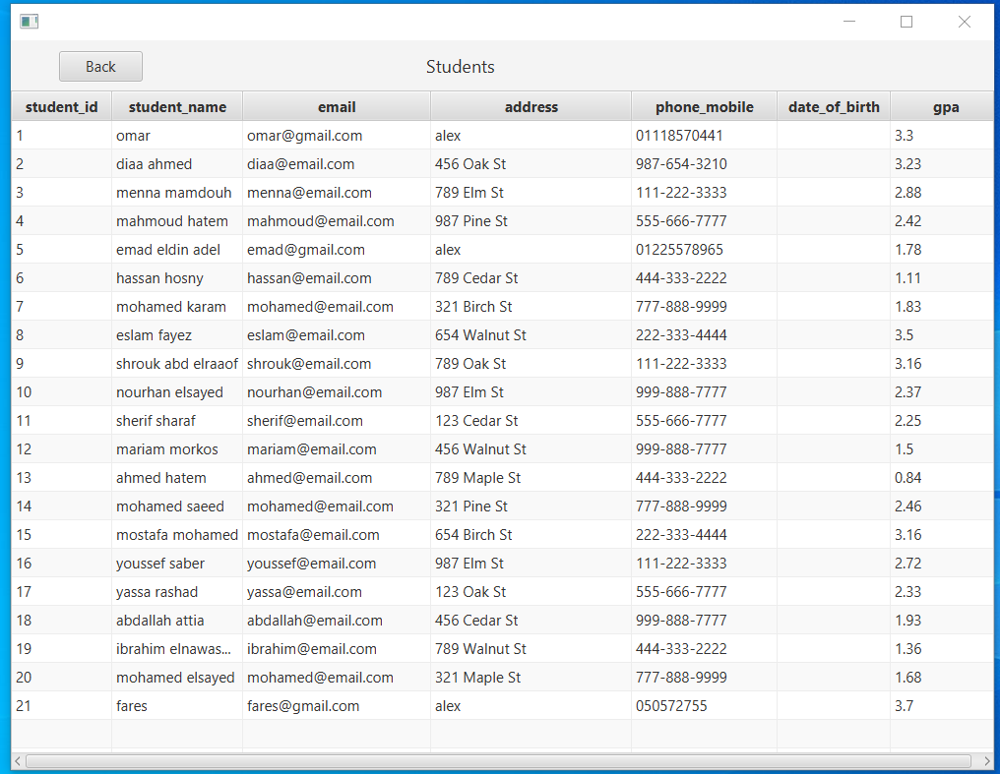 Back Students
student_id student_name email address phone_mobile date_of_birth gpa
1 omar omar@gmail.com alex 01118570441 3.3
2 diaa ahmed diaa@email.com 456 Oak St 987-654-3210 3.23
3 menna mamdouh menna@email.com 789 Elm St 111-222-3333 2.88
4 mahmoud hatem mahmoud@email.com 987 Pine St 555-666-7777 2.42
5 emad eldin adel emad@gmail.com alex 01225578965 1.78
6 hassan hosny hassan@email.com 789 Cedar St 444-333-2222 1.11
7 mohamed karam mohamed@email.com 321 Birch St 777-888-9999 1.83
8 eslam fayez eslam@email.com 654 Walnut St 222-333-4444 3.5
9 shrouk abd elraaof shrouk@email.com 789 Oak St 111-222-3333 3.16
10 nourhan elsayed nourhan@email.com 987 Elm St 999-888-7777 2.37
11 sherif sharaf sherif@email.com 123 Cedar St 555-666-7777 2.25
12 mariam morkos mariam@email.com 456 Walnut St 999-888-7777 1.5
13 ahmed hatem ahmed@email.com 789 Maple St 444-333-2222 0.84
14 mohamed saeed mohamed@email.com 321 Pine St 777-888-9999 2.46
15 mostafa mohamed mostafa@email.com 654 Birch St 222-333-4444 3.16
16 youssef saber youssef@email.com 987 Elm St 111-222-3333 2.72
17 yassa rashad yassa@email.com 123 Oak St 555-666-7777 2.33
18 abdallah attia abdallah@email.com 456 Cedar St 999-888-7777 1.93
19 ibrahim elnawas... ibrahim@email.com 789 Walnut St 444-333-2222 1.36
20 mohamed elsayed mohamed@email.com 321 Maple St 777-888-9999 1.68
21 fares fares@gmail.com alex 050572755 3.7